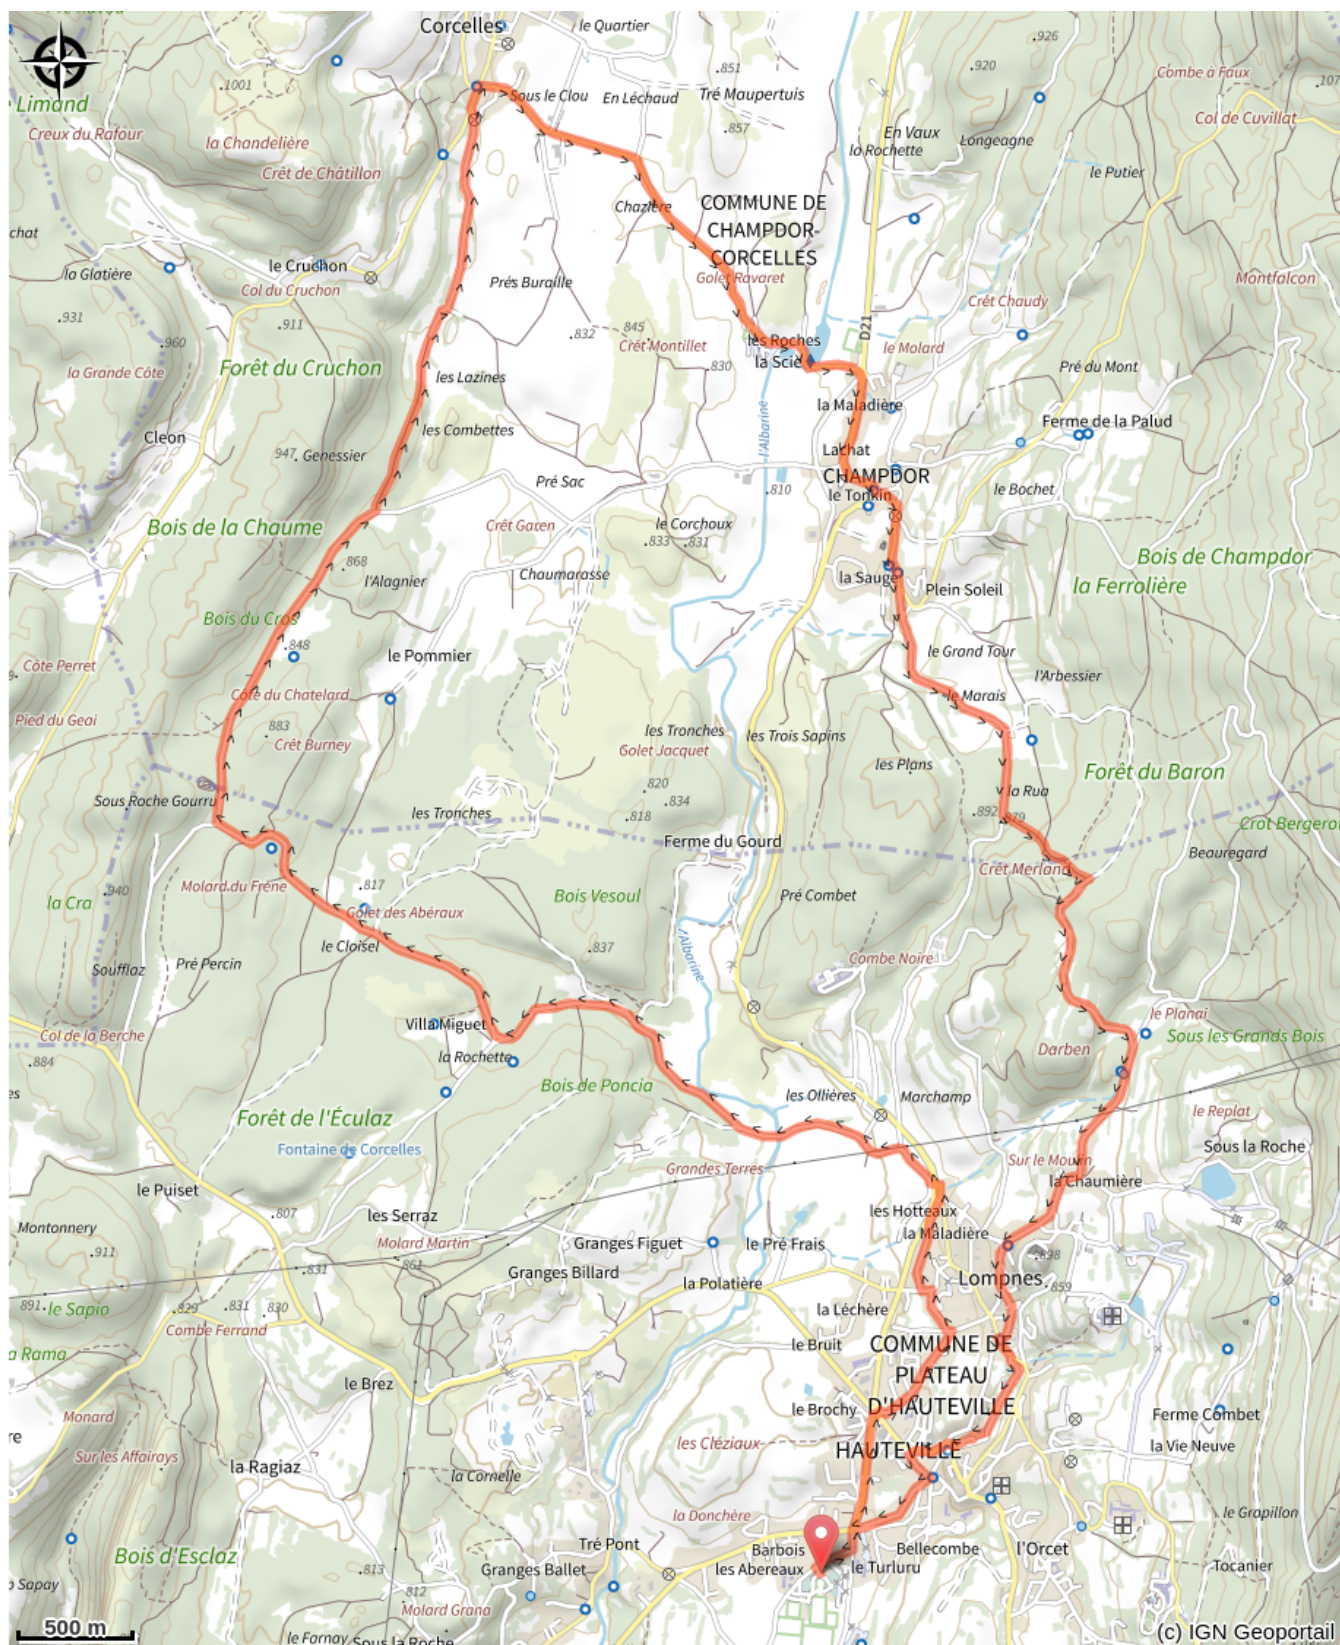 Corcelles
le Quartier
.926
.920
.851
Combe à Faux
.1001
Limand
Creux du Rafour
Sous le Clou
En Léchaud
Tré Maupertuis
Col de Cuvillat
.857
En Vaux
la Rochette
Longeagne
la Chandelière
Crêt de Châtillon
le Putier
Chazière
COMMUNE DE
CHAMPDOR-
CORCELLES
chat
la Glatière
le Cruchon
Col du Cruchon
Prés Buraille
Golet Ravaret
Montfalcon
Crêt Chaudy
.931
.911
.960
.832
845
Crêt Montillet
les Roches
la Scie
D21
le Molard
la Grande Côte
Forêt du Cruchon
les Lazines
.830
Pré du Mont
la Maladière
Ferme de la Palud
Cleon
les Combettes
l'Albarine
947.
Genessier
Lachat
CHAMPDOR
le Tonkin
Pré Sac
.810
le Bochet
Bois de la Chaume
Crêt Garen
le Corchoux
.833
.831
Bois de Champdor
.868
l'Alagnier
Chaumarasse
la Sauge
Plein Soleil
la Ferrolière
Bois du Cros
.848
le Pommier
le Grand Tour
l'Arbessier
Côte Perret
Côte du Chatelard
le Marais
Pied du Geai
.883
Crêt Burney
les Tronches
Golet Jacquet
les Trois Sapins
les Plans
Forêt du Baron
Sous Roche Gourru
les Tronches
820
.834
.818
la Rua
.892
879
Crot Bergerot
Ferme du Gourd
Beauregard
Crêt Merland
.940
la Cra
Molard du Frêne
.817
Golet des Abéraux
Bois Vesoul
Pré Combet
le Cloisel
.837
l'Albarine
Combe Noire
Soufflaz
Pré Percin
Villa Miguet
le Planai
Col de la Berche
.884
la Rochette
Darben
Sous les Grands Bois
Bois de Poncia
les Ollières
Marchamp
es
Forêt de l'Éculaz
le Replat
Fontaine de Corcelles
Grandes Terres
Sur le Moulin
Sous la Roche
la Chaumière
le Puiset
.807
les Serraz
les Hotteaux
la Maladière
Montonnery
.911
Molard Martin
861
Granges Figuet
le Pré Frais
.898
.831
Granges Billard
la Polatière
Lompnes
.859
891.
le Sapio
.829
.831
830
Combe Ferrand
la Léchère
a Rama
le Bruit
COMMUNE DE
PLATEAU
D'HAUTEVILLE
le Brez
Monard
le Brochy
Ferme Combet
re
les Cléziaux
HAUTEVILLE
la Vie Neuve
Sur les Affairoys
la Ragiaz
la Cornelle
la Donchère
le Grapillon
Bois d'Esclaz
Tré Pont
Barbois
les Abereaux
Bellecombe
le Turluru
l'Orcet
.813
Granges Ballet
Tocanier
Sapay
812
Molard Grana
500 m
le Farnay
Sous la Roche
(c) IGN Geoportail